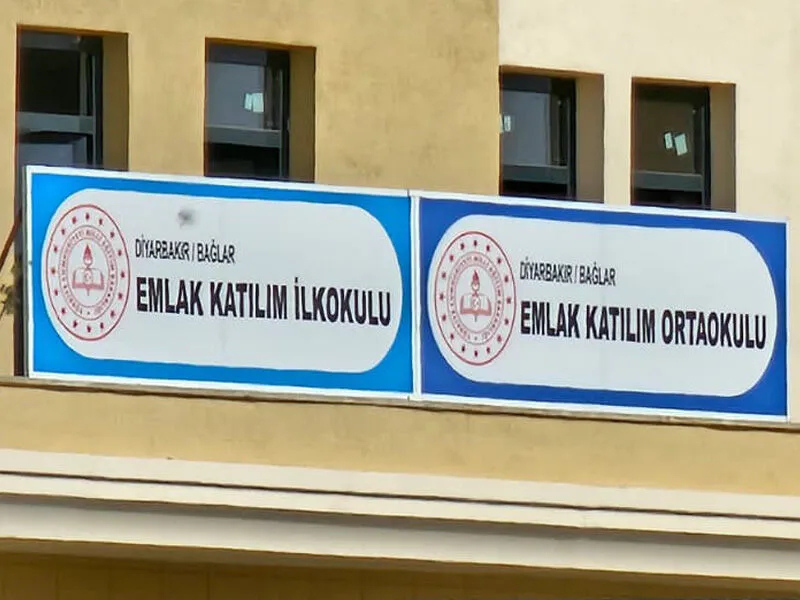 DİYARBAKIR / BAĞLAR
EMLAK KATILIM İLKOKULU
DİYARBAKIR / BAĞLAR
EMLAK KATILIM ORTAOKULU